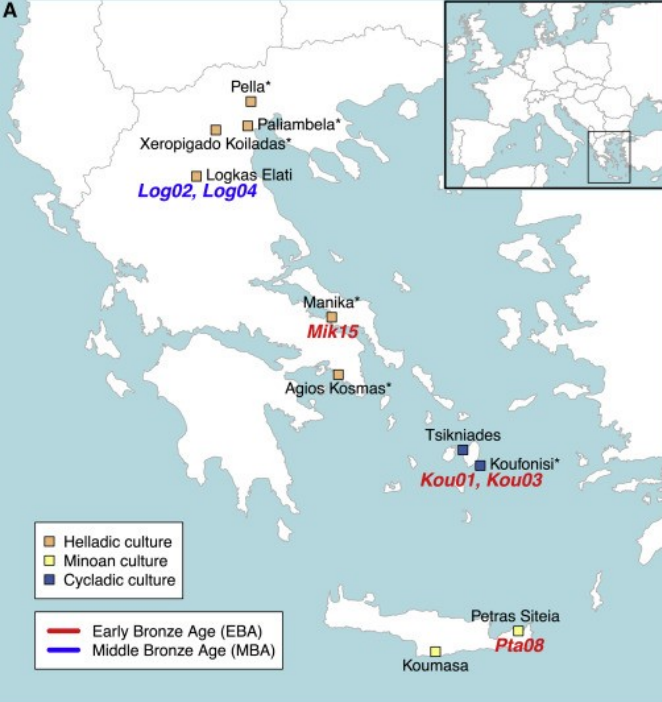 A
Pella*
Paliambela*
Xeropigado Koiladas*
Logkas Elati
Log02, Log04
Manika*
Mik15
Agios Kosmas*
Tsikniades
Koufonisi*
Kou01, Kou03
Helladic culture
Minoan culture
Cycladic culture
Early Bronze Age (EBA)
Middle Bronze Age (MBA)
Petras Siteia
Pta08
Koumasa